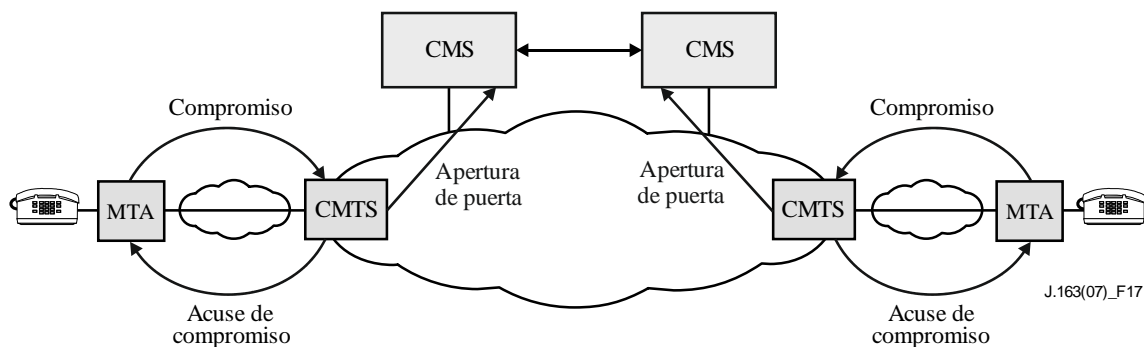 CMS
CMS
Compromiso
Compromiso
Apertura
de puerta
Apertura
de puerta
MTA
CMTS
CMTS
MTA
Acuse de
compromiso
Acuse de
compromiso
J.163(07)_F17